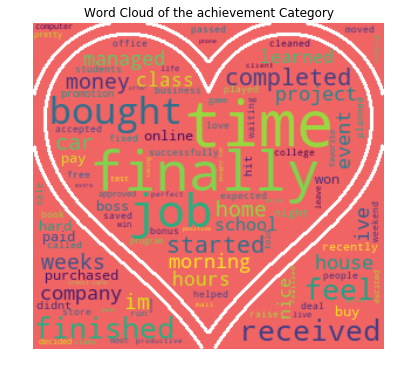 Word Cloud of the achievement Category
computer
pretty
office
passed
phone
cleaned
moved
managed
learned
students
life
client
completed
money
class
business
game
played
planned
promotion
project
bought
time
waiting
favorite
event
accepted
fixed
love
car
online
hit
successfully
college
pay
finally
free
test
leave
won
approved
perfect
expected
book
boss
job
home
night
ive
weekend
hard
saved
win
bonus
school
paid
called
program
started
recently
weeks
morning
house
purchased
hours
nice
people
feel
company
im
helped
deal
didnt
mail
live
buy
store
run
raise
finished
received
decided
productive